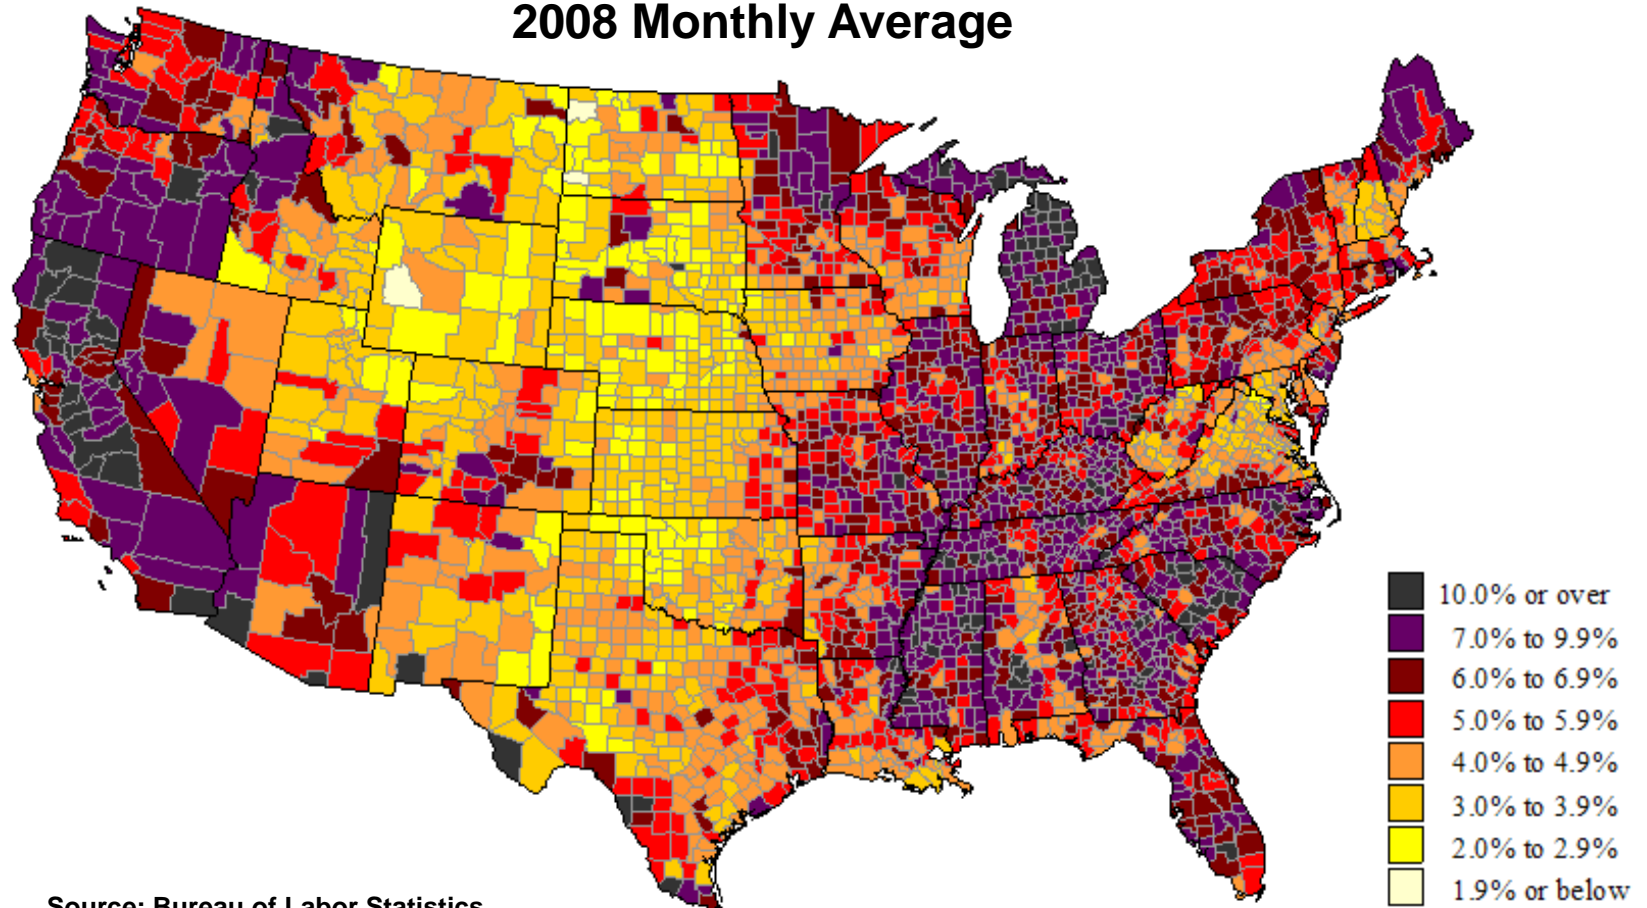 2008 Monthly Average
10.0% or over
7.0% to 9.9%
6.0% to 6.9%
5.0% to 5.9%
4.0% to 4.9%
3.0% to 3.9%
2.0% to 2.9%
1.9% or below
Source: Bureau of Labor Statistics